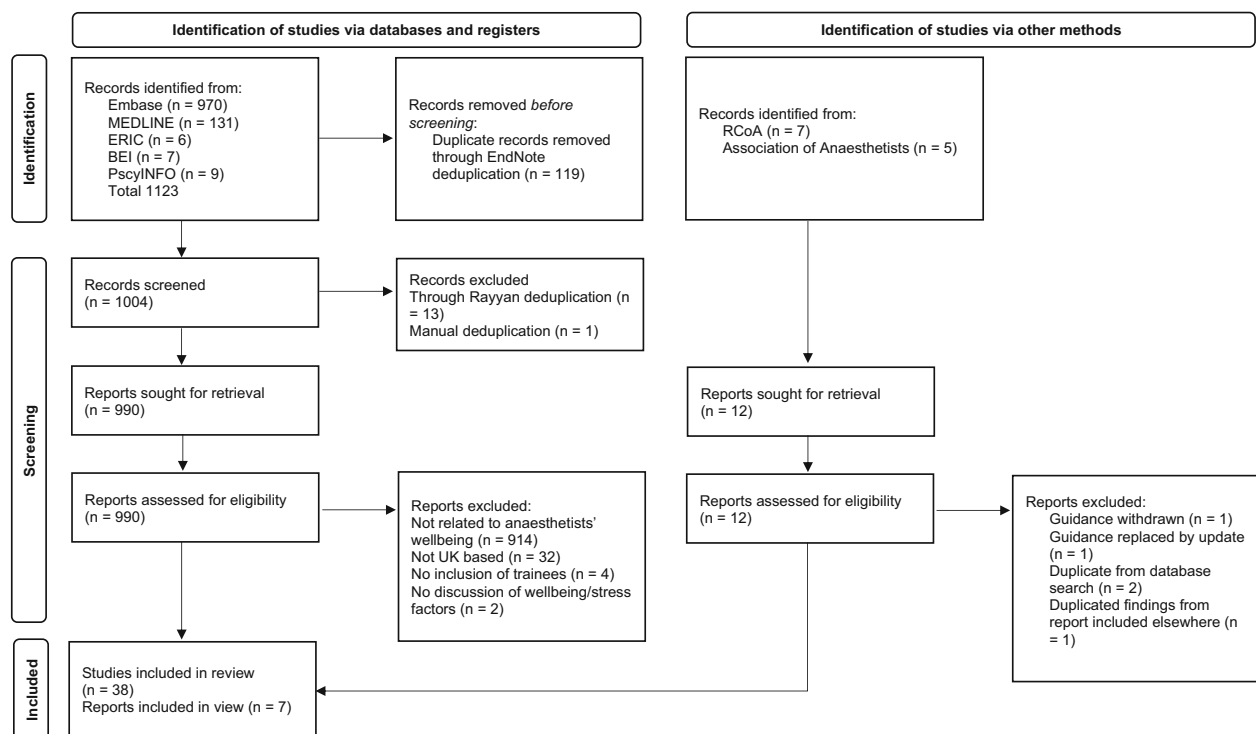 Identification of studies via databases and registers
Identification of studies via other methods
Identification
Records identified from:
Embase (n = 970)
MEDLINE (n = 131)
ERIC (n = 6)
BEI (n = 7)
PscyINFO (n = 9)
Total 1123
Records removed before
screening:
Duplicate records removed
through EndNote
deduplication (n = 119)
Records identified from:
RCoA (n = 7)
Association of Anaesthetists (n = 5)
Screening
Records screened
(n = 1004)
Records excluded
Through Rayyan deduplication (n
= 13)
Manual deduplication (n = 1)
Reports sought for retrieval
(n = 990)
Reports sought for retrieval
(n = 12)
Reports assessed for eligibility
(n = 990)
Reports excluded:
Not related to anaesthetists'
wellbeing (n = 914)
Not UK based (n = 32)
No inclusion of trainees (n = 4)
No discussion of wellbeing/stress
factors (n = 2)
Reports assessed for eligibility
(n = 12)
Reports excluded:
Guidance withdrawn (n = 1)
Guidance replaced by update
(n = 1)
Duplicate from database
search (n = 2)
Duplicated findings from
report included elsewhere (n
= 1)
Included
Studies included in review
(n = 38)
Reports included in view (n = 7)